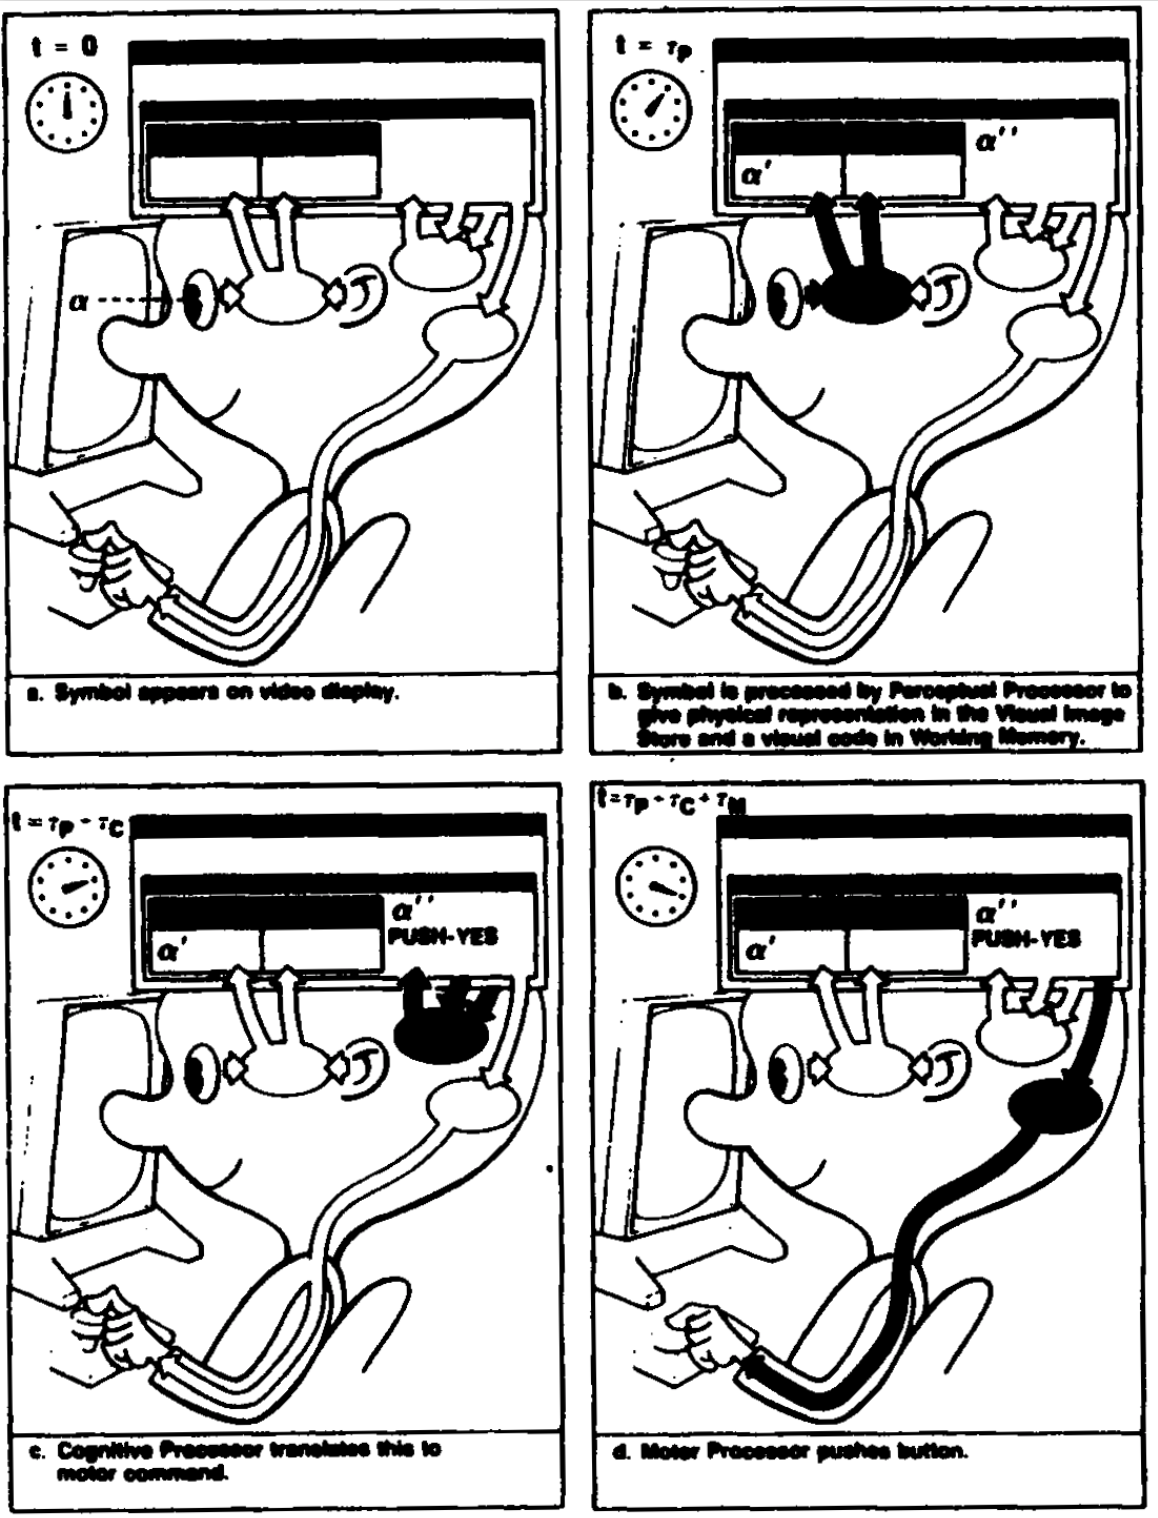 t = 0
α
a. Symbol appears on video display.
t = τP
α''
α'
b. Symbol is processed by Perceptual Processor to
give physical representation in the Visual Image
Store and a visual code in Working Memory.
t = τP + τC
α''
PUSH-YES
α'
c. Cognitive Processor translates this to
motor command.
t = τP + τC + τM
α''
PUSH-YES
α'
d. Motor Processor pushes button.